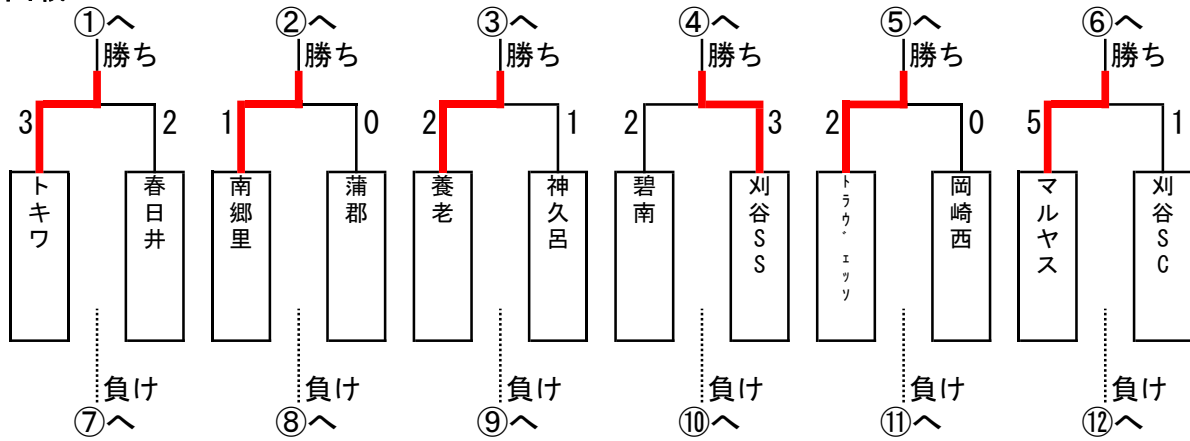 ①へ ②へ ③へ ④へ ⑤へ ⑥へ
勝ち 勝ち 勝ち 勝ち 勝ち 勝ち
3 2 1 0 2 1 2 3 2 0 5 1
トキワ
春日井
南郷里
蒲郡
養老
神久呂
碧南
刈谷SS
トラヴェッソ
岡崎西
マルヤス
刈谷SC
負け 負け 負け 負け 負け 負け
⑦へ ⑧へ ⑨へ ⑩へ ⑪へ ⑫へ